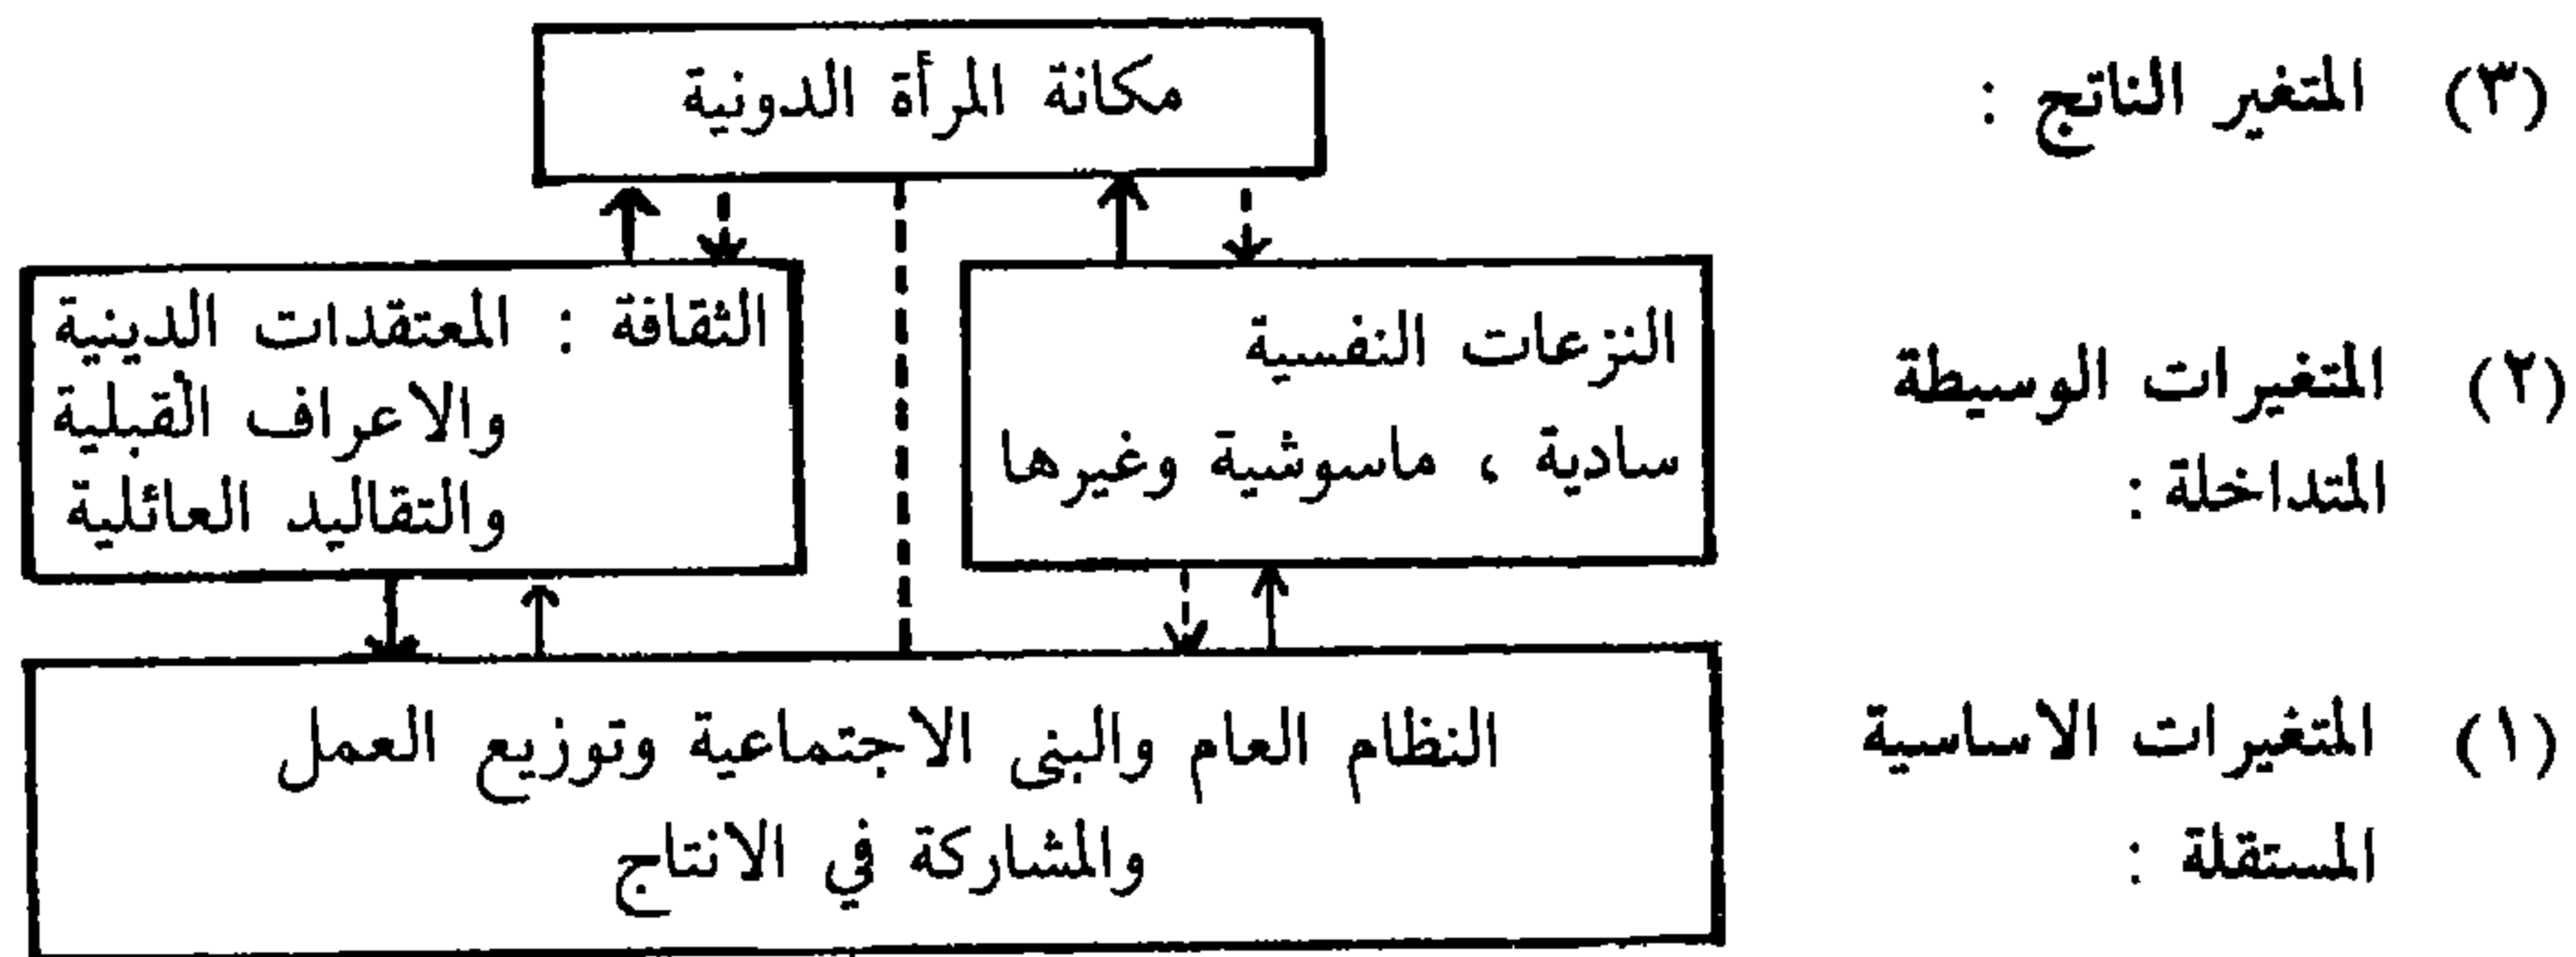 (٣) المتغير الناتج :
مكانة المرأة الدونية
(٢) المتغيرات الوسيطة
المتداخلة :
النزعات النفسية
سادية ، ماسوشية وغيرها
الثقافة : المعتقدات الدينية
والاعراف القبلية
والتقاليد العائلية
(١) المتغيرات الاساسية
المستقلة :
النظام العام والبنى الاجتماعية وتوزيع العمل
والمشاركة في الانتاج